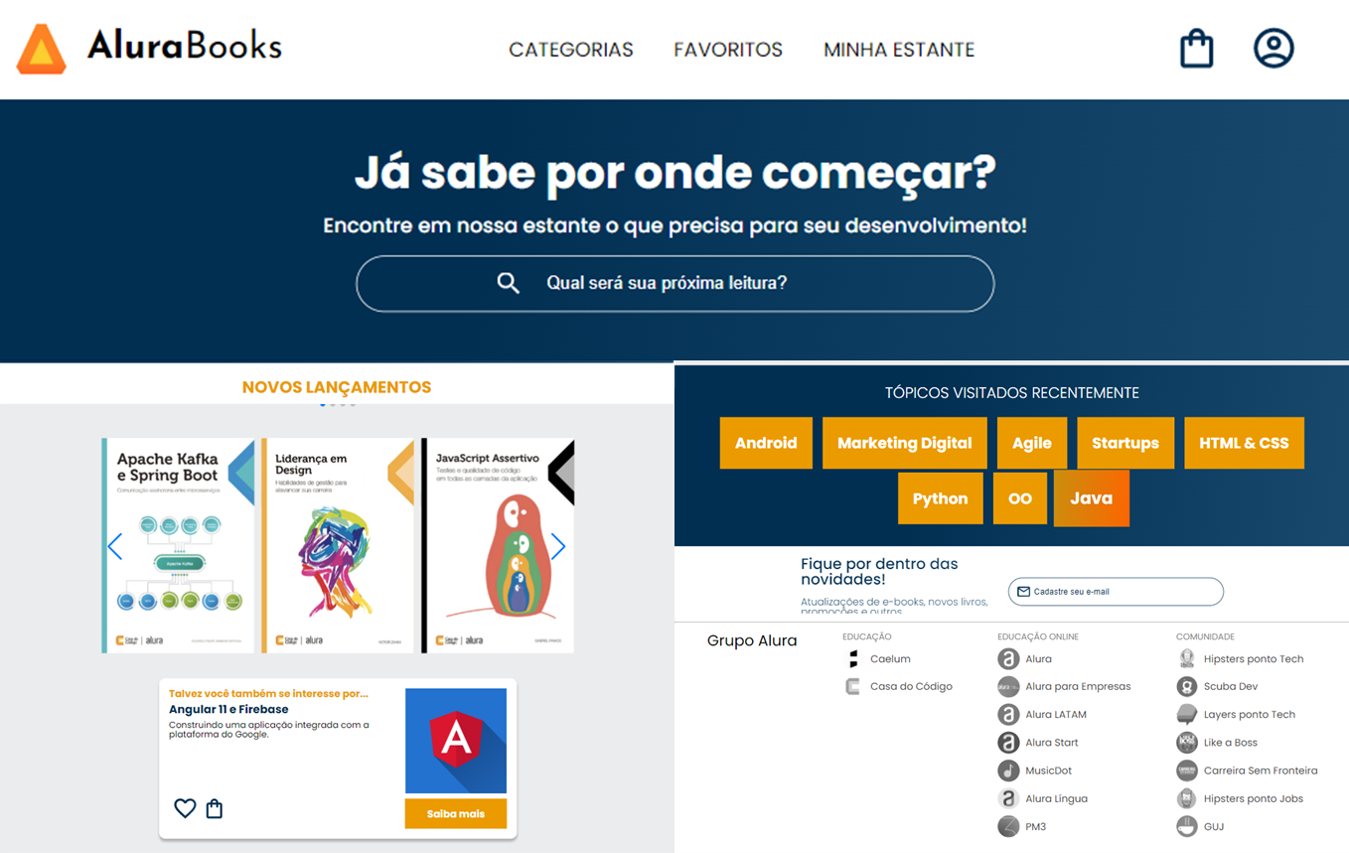 AluraBooks
CATEGORIAS
FAVORITOS
MINHA ESTANTE
Já sabe por onde começar?
Encontre em nossa estante o que precisa para seu desenvolvimento!
Qual será sua próxima leitura?
NOVOS LANÇAMENTOS
Apache Kafka
e Spring Boot
Comunicação assíncrona entre microsserviços
Apache Kafka
alura
Liderança em
Design
Habilidades de gestão para
alavancar sua carreira
alura
JavaScript Assertivo
Testes e qualidade de código
em todas as camadas da aplicação
alura
Talvez você também se interesse por...
Angular 11 e Firebase
Construindo uma aplicação integrada com a
plataforma do Google.
Saiba mais
TÓPICOS VISITADOS RECENTEMENTE
Android
Marketing Digital
Agile
Startups
HTML & CSS
Python
OO
Java
Fique por dentro das
novidades!
Atualizações de e-books, novos livros,
promoções e outros.
Cadastre seu e-mail
Grupo Alura
EDUCAÇÃO
Caelum
Casa do Código
EDUCAÇÃO ONLINE
Alura
Alura para Empresas
Alura LATAM
Alura Start
MusicDot
Alura Língua
PM3
COMUNIDADE
Hipsters ponto Tech
Scuba Dev
Layers ponto Tech
Like a Boss
Carreira Sem Fronteira
Hipsters ponto Jobs
GUJ